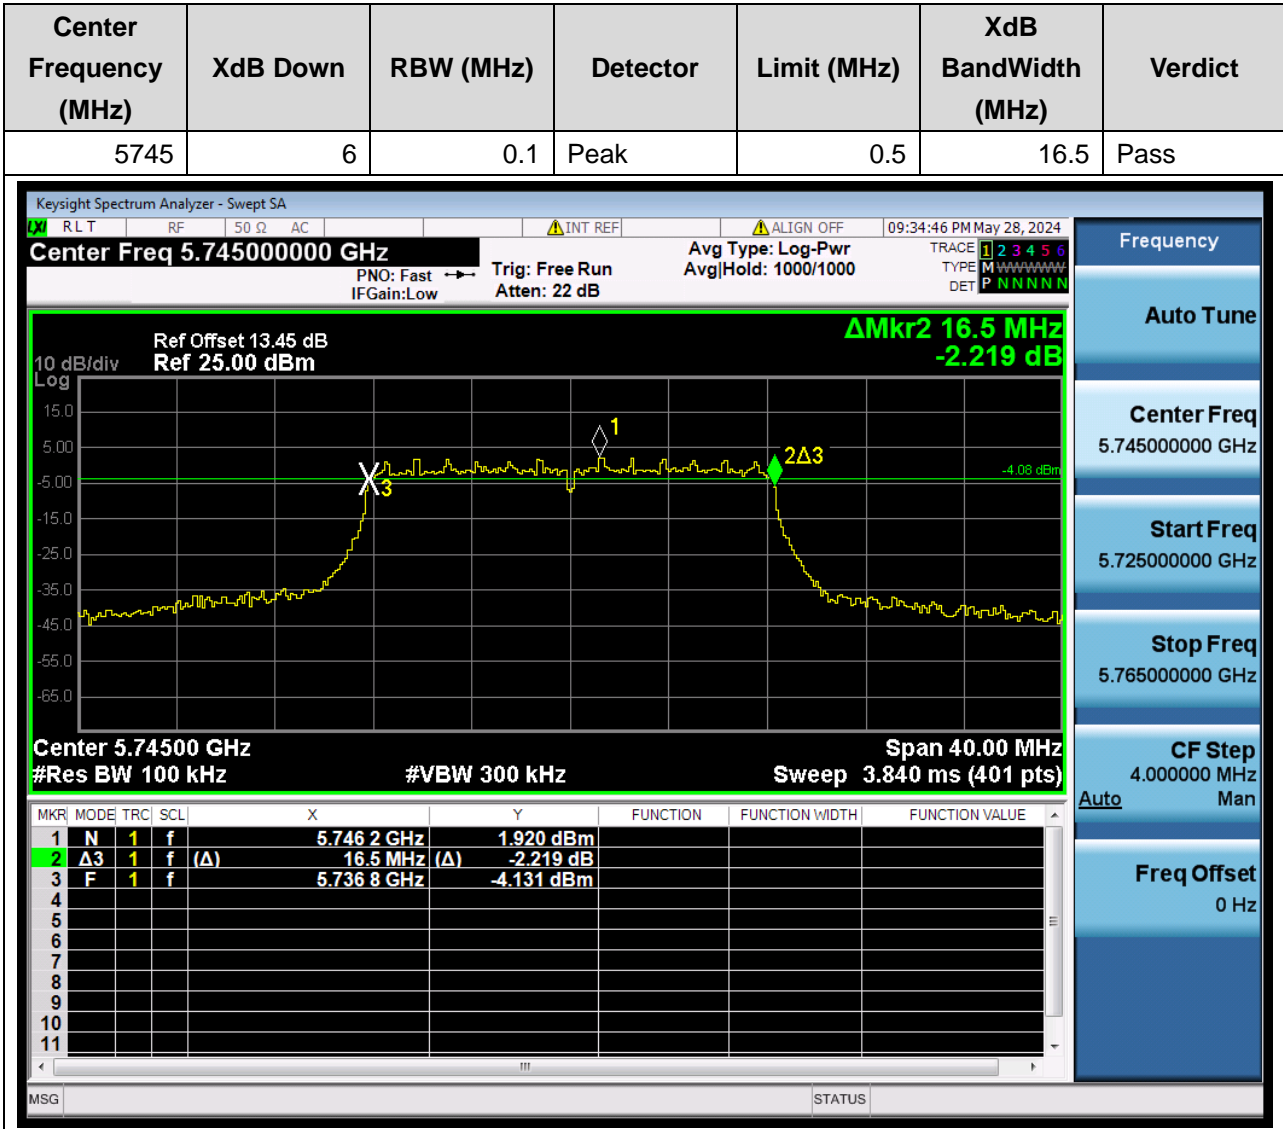 Center Frequency (MHz) XdB Down RBW (MHz) Detector Limit (MHz) XdB BandWidth (MHz) Verdict
5745 6 0.1 Peak 0.5 16.5 Pass
Keysight Spectrum Analyzer - Swept SA
LXI RLT RF 50 Ω AC INT REF ALIGN OFF 09:34:46 PM May 28, 2024
Center Freq 5.745000000 GHz
PNO: Fast
IFGain:Low
Trig: Free Run
Atten: 22 dB
Avg Type: Log-Pwr
Avg|Hold: 1000/1000
TRACE 1 2 3 4 5 6
TYPE M WWWWW
DET P N N N N N
Ref Offset 13.45 dB
10 dB/div Ref 25.00 dBm
Log
ΔMkr2 16.5 MHz
-2.219 dB
15.0
5.00
-5.00
-15.0
-25.0
-35.0
-45.0
-55.0
-65.0
1
2Δ3
3
-4.08 dBm
Center 5.74500 GHz Span 40.00 MHz
#Res BW 100 kHz #VBW 300 kHz Sweep 3.840 ms (401 pts)
MKR MODE TRC SCL X Y FUNCTION FUNCTION WIDTH FUNCTION VALUE
1 N 1 f 5.746 2 GHz 1.920 dBm
2 Δ3 1 f (Δ) 16.5 MHz (Δ) -2.219 dB
3 F 1 f 5.736 8 GHz -4.131 dBm
4
5
6
7
8
9
10
11
MSG STATUS
Frequency
Auto Tune
Center Freq
5.745000000 GHz
Start Freq
5.725000000 GHz
Stop Freq
5.765000000 GHz
CF Step
4.000000 MHz
Auto Man
Freq Offset
0 Hz